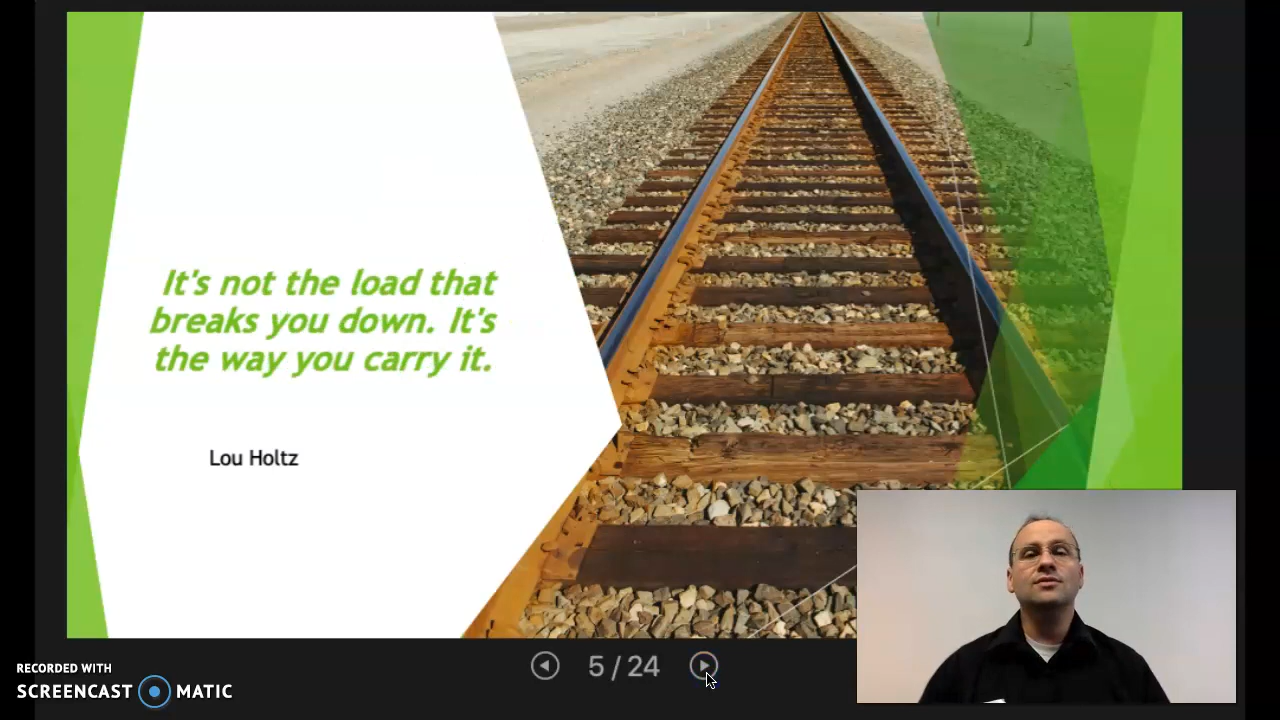 It's not the load that
breaks you down. It's
the way you carry it.
Lou Holtz
5 / 24
RECORDED WITH
SCREENCAST MATIC